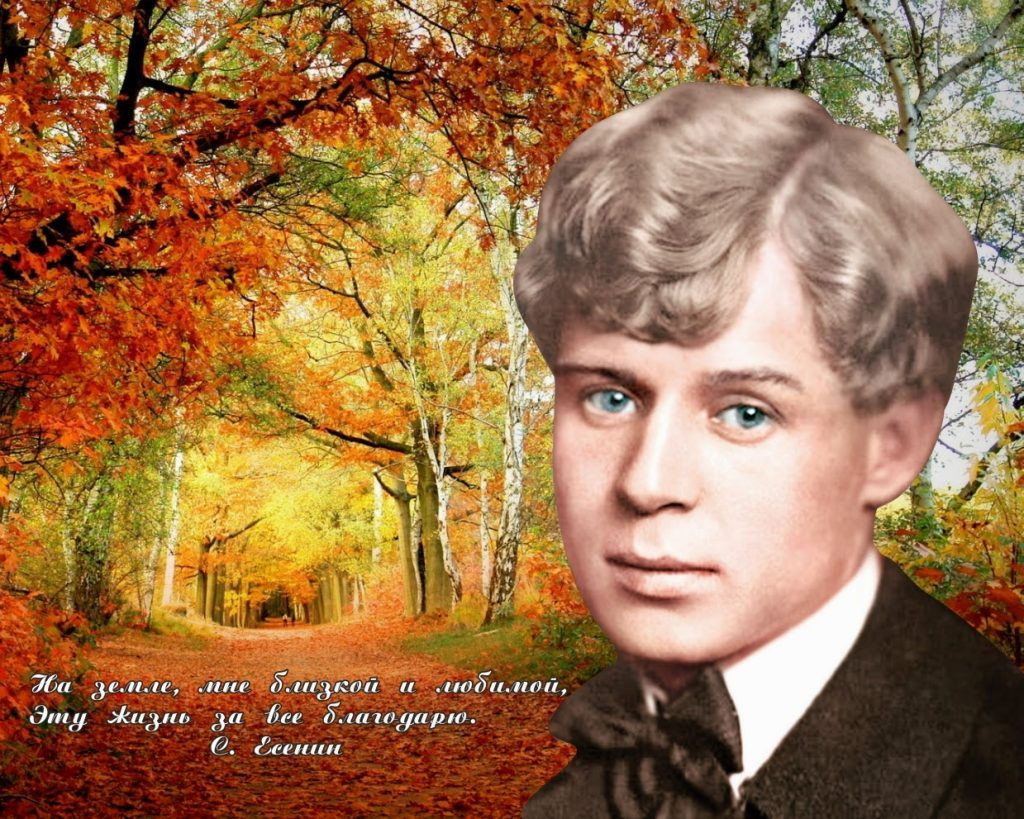 На земле, мне близкой и любимой,
Эту жизнь за все благодарю.
С. Есенин